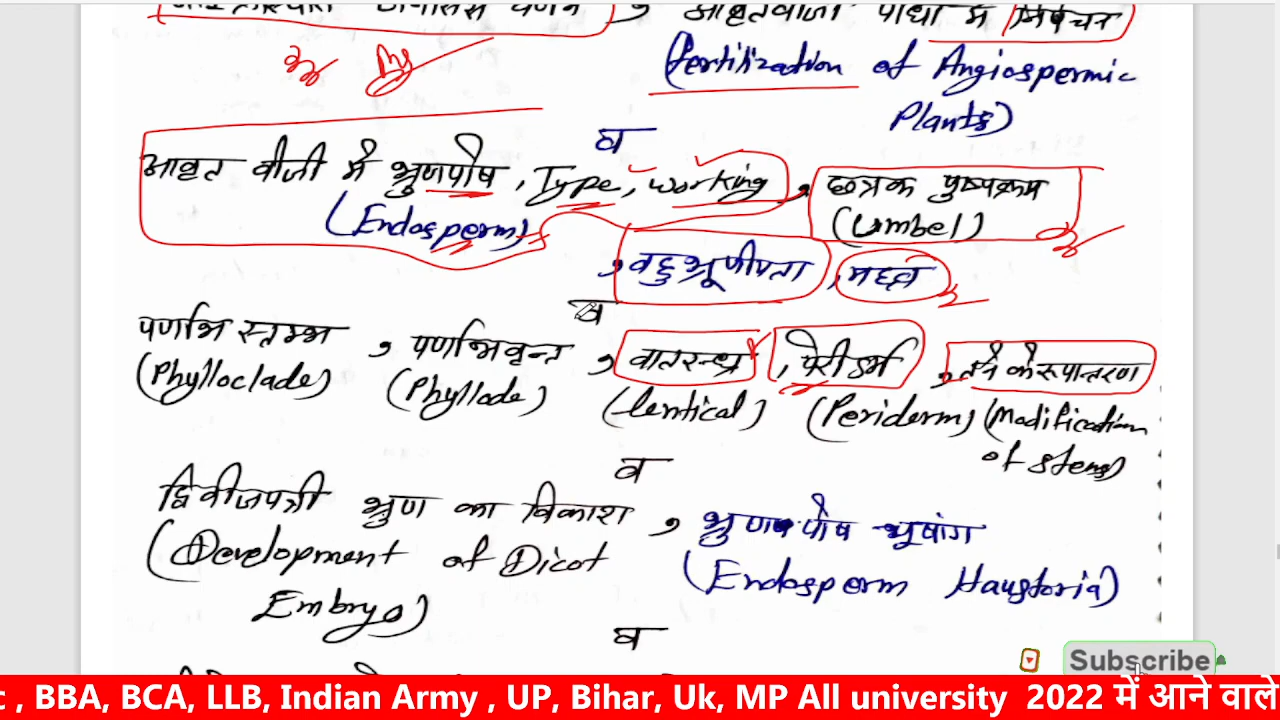 आवृतबीजी पौधो में निषेचन
(fertilization of Angiospermic
Plants)
घ
आवृत बीजी में भ्रुणपोष, Type, working, छत्रक पुष्पक्रम
(Endosperm) (Umbel)
, बहुभ्रूणीयता, मध्छ
व
पर्णाभ स्तम्भ , पर्णाभवृन्त , वातरन्ध्र , पेरीडर्म , तने के रूपान्तरण
(Phylloclade) (Phyllode) (lentical) (Periderm) (Modification
of stems)
व
द्विबीजपत्री भ्रुण का विकाश , भ्रुणपोष भ्रूषांग
(Development of Dicot (Endosperm Haustoria)
Embryo)
घ
Subscribe
c , BBA, BCA, LLB, Indian Army , UP, Bihar, Uk, MP All university 2022 में आने वाले